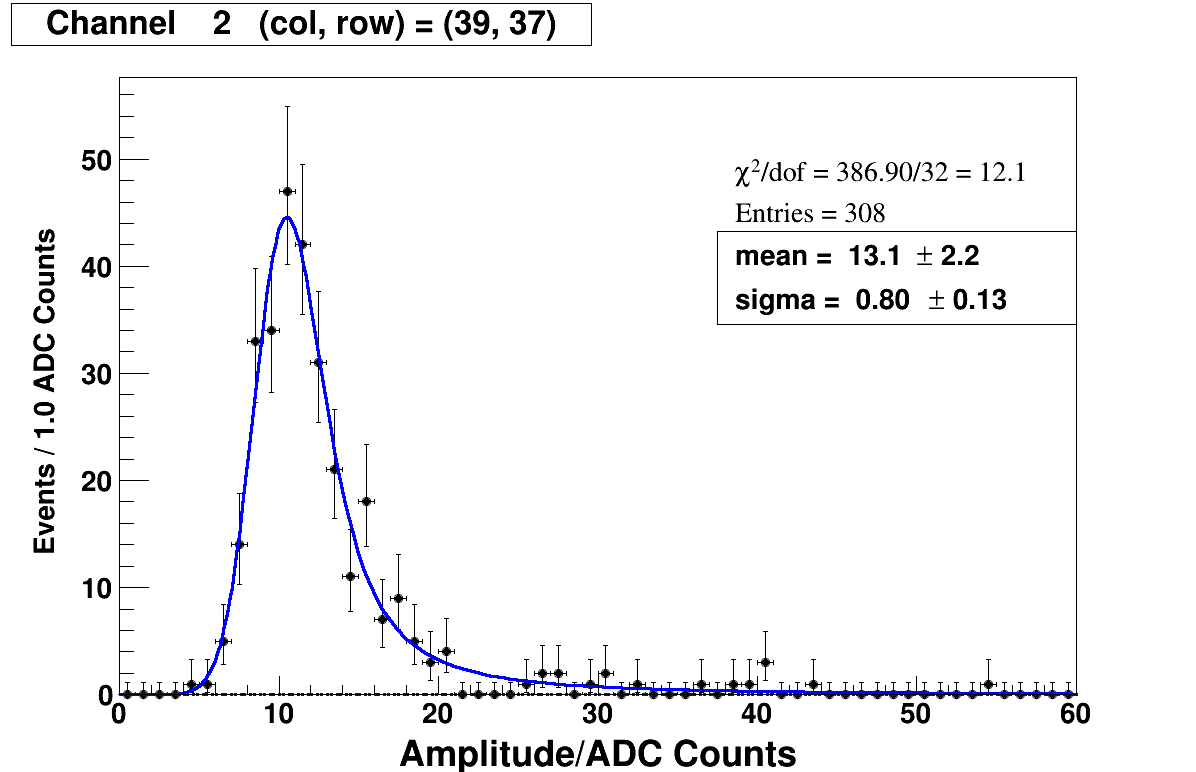 Channel 2 (col, row) = (39, 37)
χ²/dof = 386.90/32 = 12.1
Entries = 308
mean = 13.1 ± 2.2
sigma = 0.80 ± 0.13
Events / 1.0 ADC Counts
50
40
30
20
10
0
0 10 20 30 40 50 60
Amplitude/ADC Counts